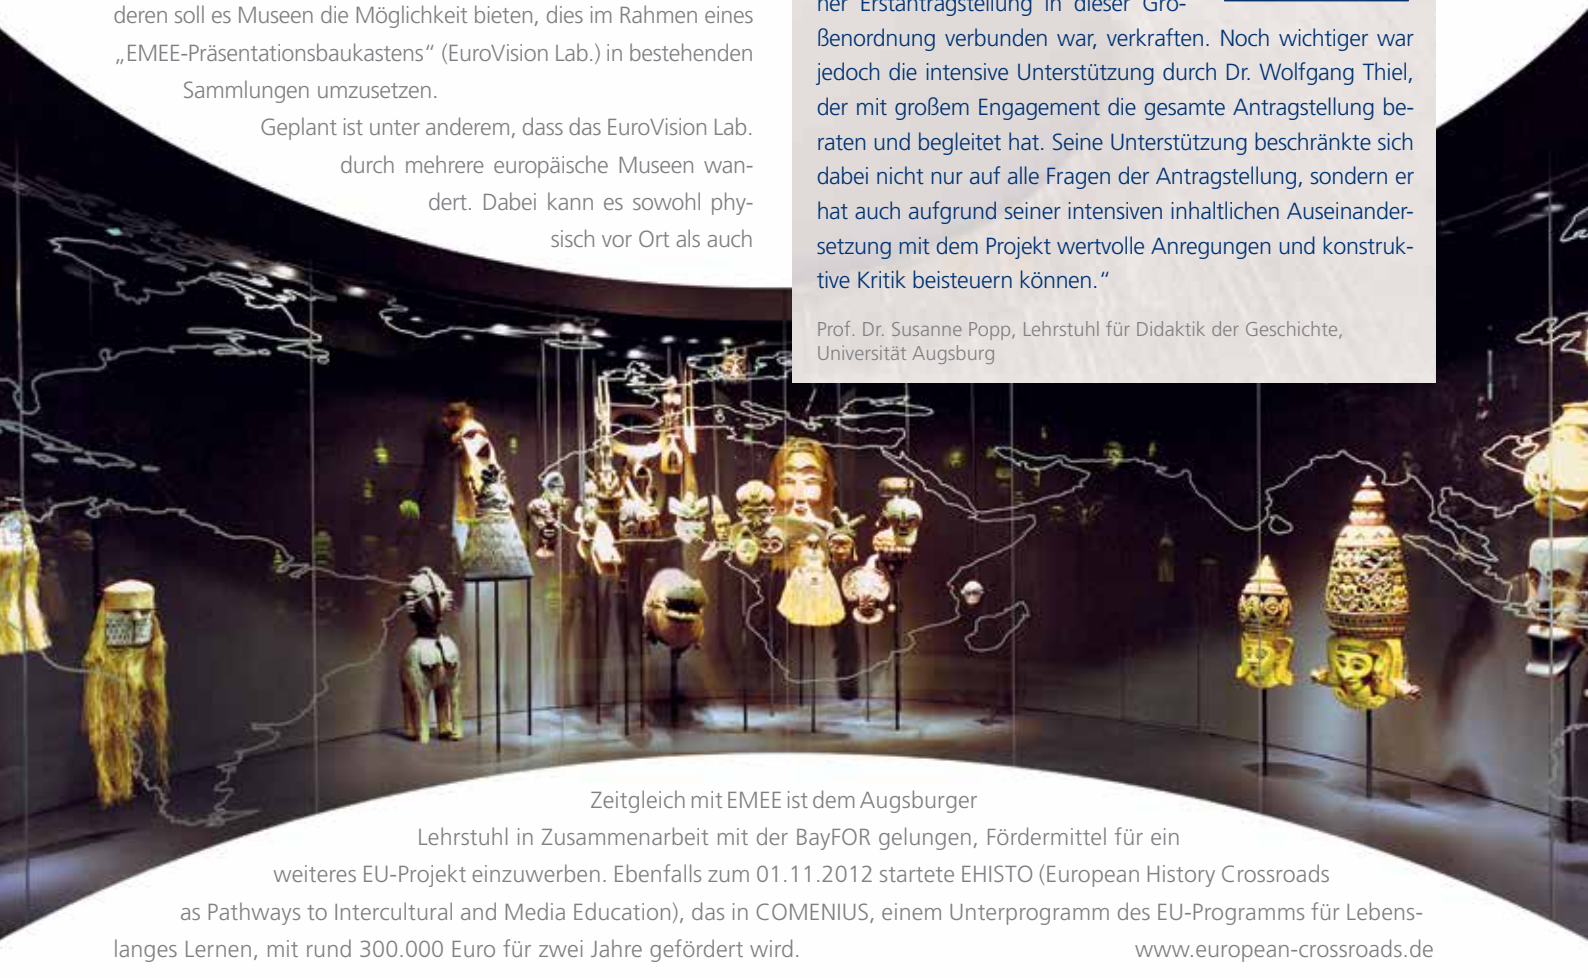 deren soll es Museen die Möglichkeit bieten, dies im Rahmen eines
„EMEE-Präsentationsbaukastens“ (EuroVision Lab.) in bestehenden
Sammlungen umzusetzen.
Geplant ist unter anderem, dass das EuroVision Lab.
durch mehrere europäische Museen wan-
dert. Dabei kann es sowohl phy-
sisch vor Ort als auch
ner Erstantragstellung in dieser Grö-
ßenordnung verbunden war, verkraften. Noch wichtiger war
jedoch die intensive Unterstützung durch Dr. Wolfgang Thiel,
der mit großem Engagement die gesamte Antragstellung be-
raten und begleitet hat. Seine Unterstützung beschränkte sich
dabei nicht nur auf alle Fragen der Antragstellung, sondern er
hat auch aufgrund seiner intensiven inhaltlichen Auseinander-
setzung mit dem Projekt wertvolle Anregungen und konstruk-
tive Kritik beisteuern können.“
Prof. Dr. Susanne Popp, Lehrstuhl für Didaktik der Geschichte,
Universität Augsburg
Zeitgleich mit EMEE ist dem Augsburger
Lehrstuhl in Zusammenarbeit mit der BayFOR gelungen, Fördermittel für ein
weiteres EU-Projekt einzuwerben. Ebenfalls zum 01.11.2012 startete EHISTO (European History Crossroads
as Pathways to Intercultural and Media Education), das in COMENIUS, einem Unterprogramm des EU-Programms für Lebens-
langes Lernen, mit rund 300.000 Euro für zwei Jahre gefördert wird. www.european-crossroads.de